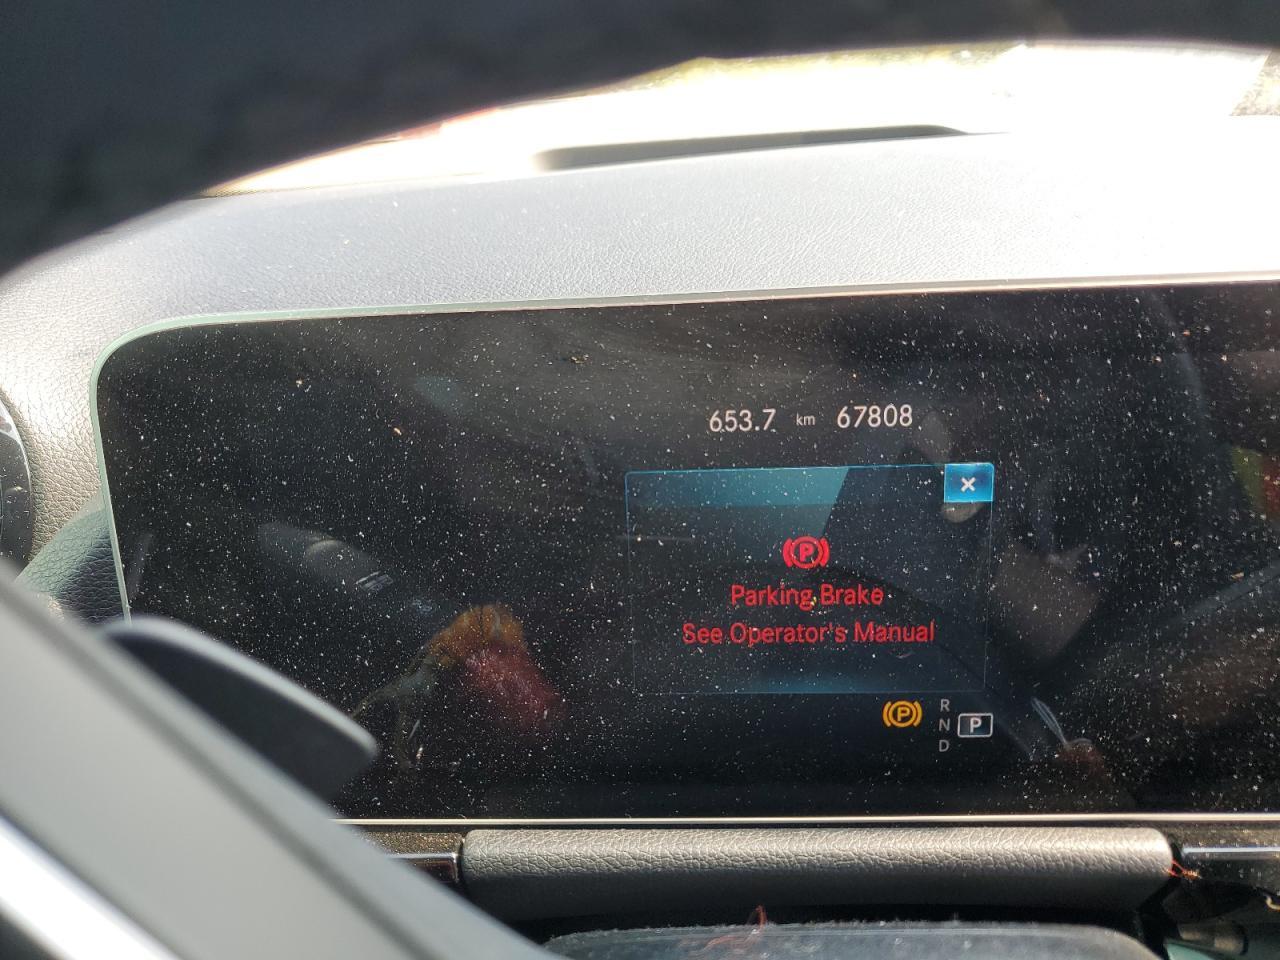 653.7 km 67808
×
P
Parking Brake
See Operator's Manual
P
R
N
P
D